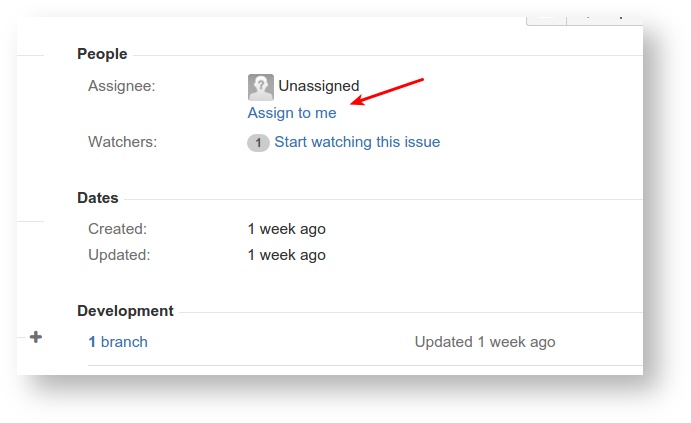 People
Assignee: Unassigned
Assign to me
Watchers: 1 Start watching this issue
Dates
Created: 1 week ago
Updated: 1 week ago
Development
1 branch Updated 1 week ago